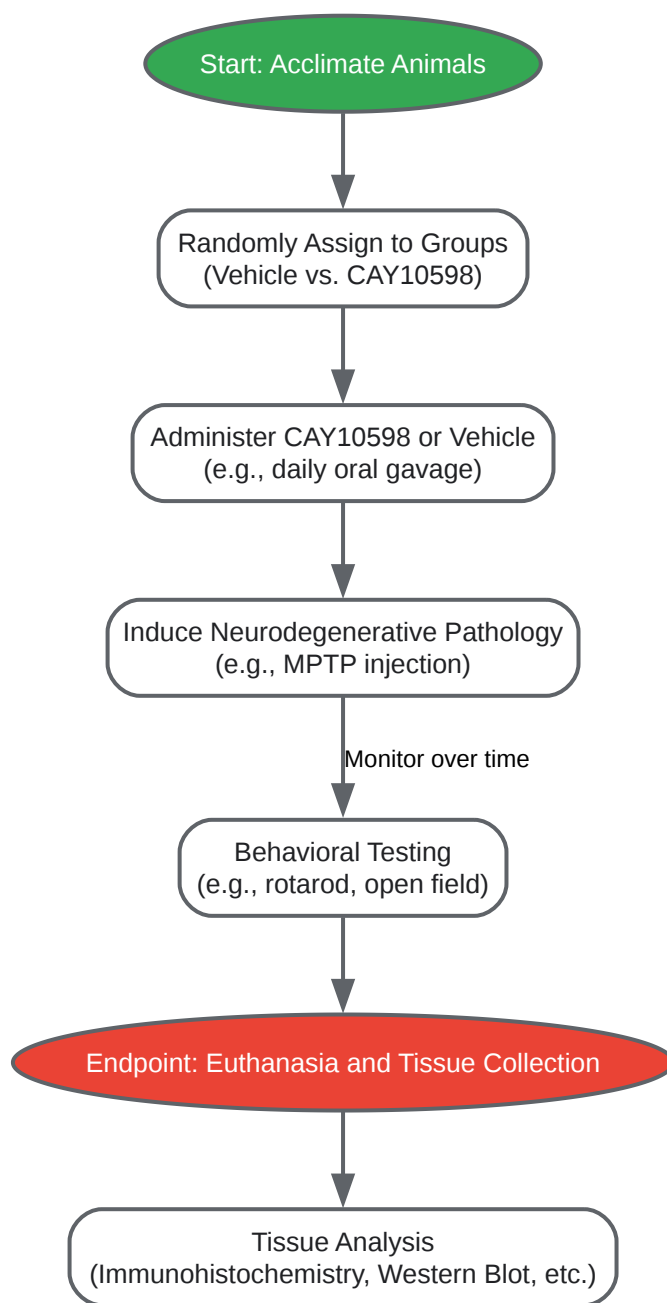 Start: Acclimate Animals
Randomly Assign to Groups
(Vehicle vs. CAY10598)
Administer CAY10598 or Vehicle
(e.g., daily oral gavage)
Induce Neurodegenerative Pathology
(e.g., MPTP injection)
Monitor over time
Behavioral Testing
(e.g., rotarod, open field)
Endpoint: Euthanasia and Tissue Collection
Tissue Analysis
(Immunohistochemistry, Western Blot, etc.)